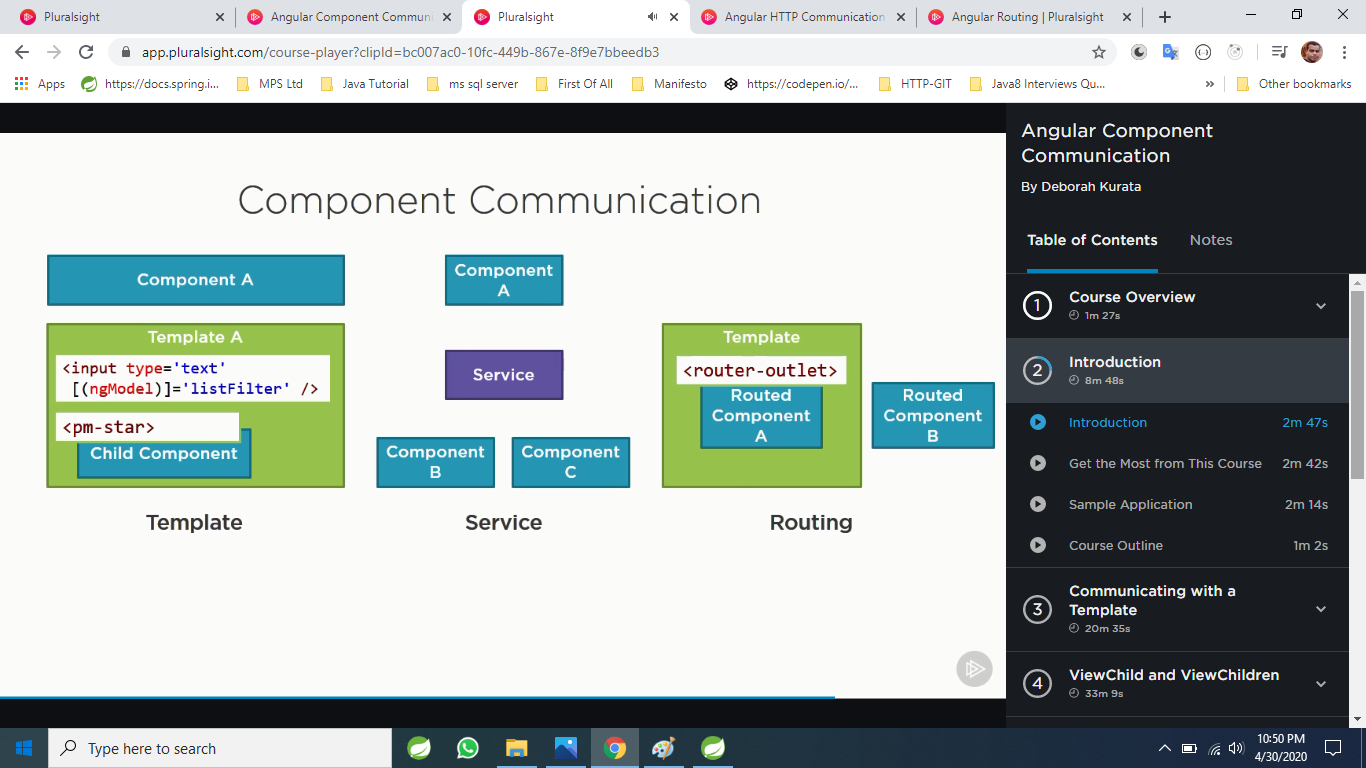 Pluralsight
Angular Component Communi
Pluralsight
Angular HTTP Communication
Angular Routing | Pluralsight
app.pluralsight.com/course-player?clipId=bc007ac0-10fc-449b-867e-8f9e7bbeedb3
Apps
https://docs.spring.i...
MPS Ltd
Java Tutorial
ms sql server
First Of All
Manifesto
https://codepen.io/...
HTTP-GIT
Java8 Interviews Qu...
»
Other bookmarks
Component Communication
Component A
Template A
<input type='text'
[(ngModel)]='listFilter' />
<pm-star>
Child Component
Template
Component
A
Service
Component
B
Component
C
Service
Template
<router-outlet>
Routed
Component
A
Routed
Component
B
Routing
Angular Component
Communication
By Deborah Kurata
Table of Contents
Notes
1
Course Overview
1m 27s
2
Introduction
8m 48s
Introduction
2m 47s
Get the Most from This Course
2m 42s
Sample Application
2m 14s
Course Outline
1m 2s
3
Communicating with a
Template
20m 35s
4
ViewChild and ViewChildren
33m 9s
Type here to search
10:50 PM
4/30/2020